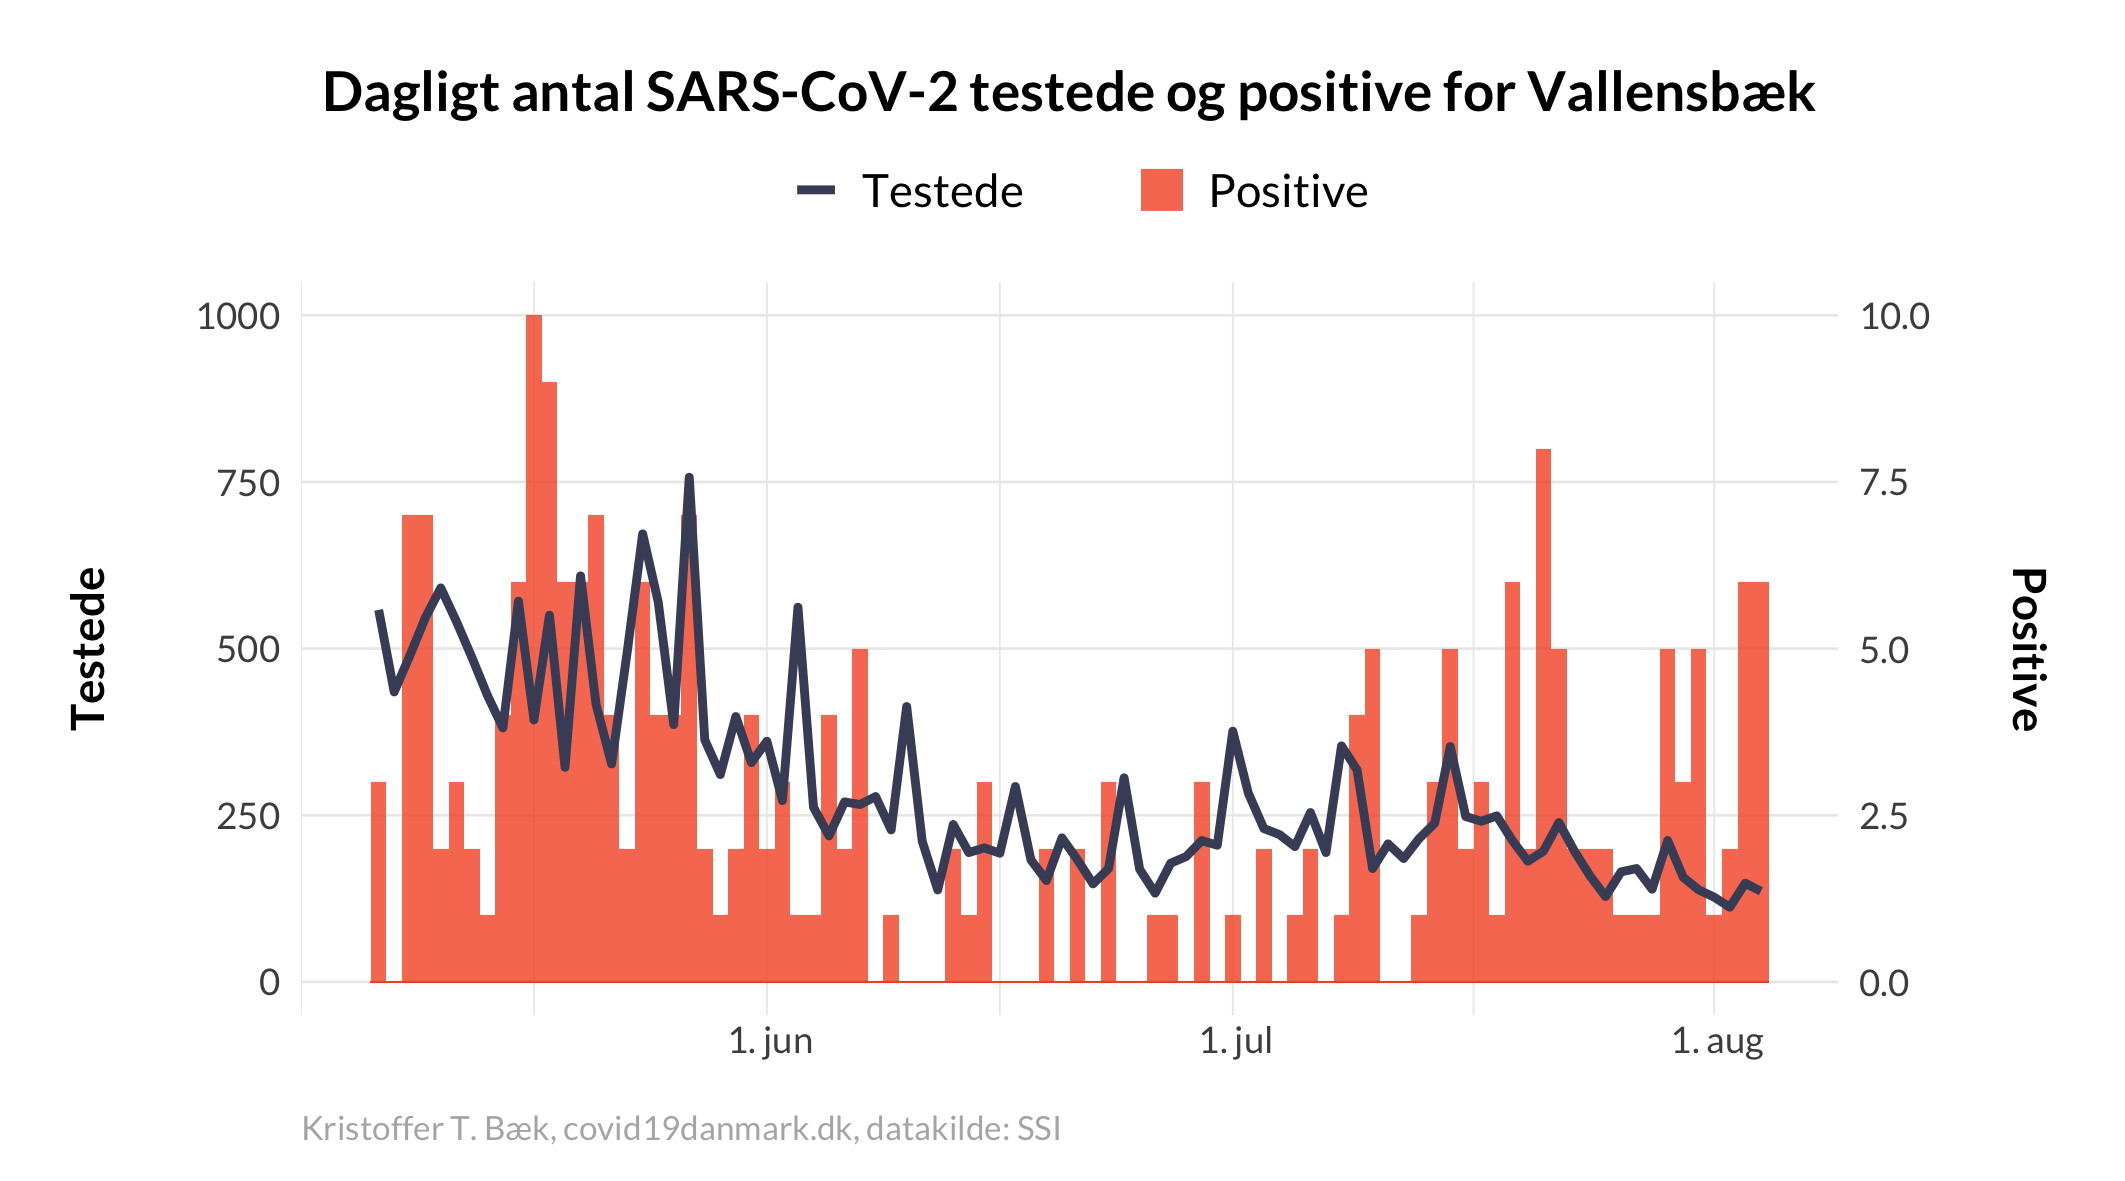 Dagligt antal SARS-CoV-2 testede og positive for Vallensbæk
Testede
Positive
1000
750
500
250
0
10.0
7.5
5.0
2.5
0.0
Testede
Positive
1. jun
1. jul
1. aug
Kristoffer T. Bæk, covid19danmark.dk, datakilde: SSI